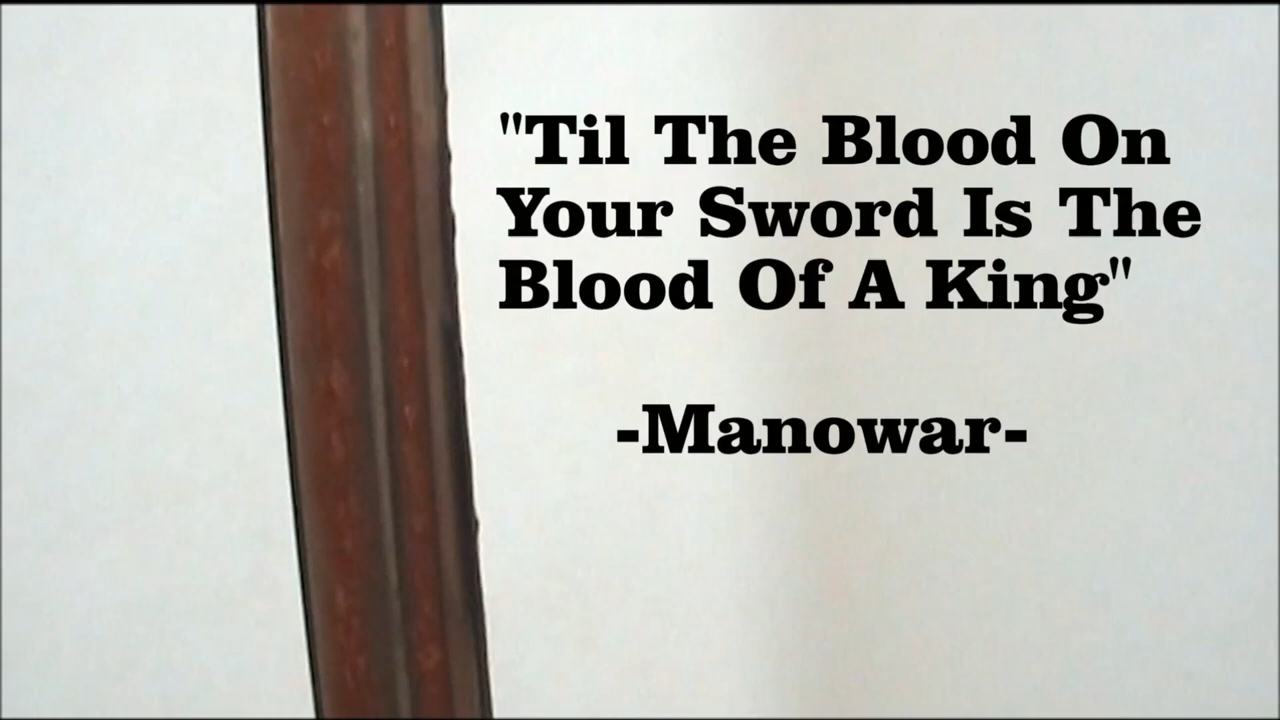 "Til The Blood On
Your Sword Is The
Blood Of A King"
-Manowar-